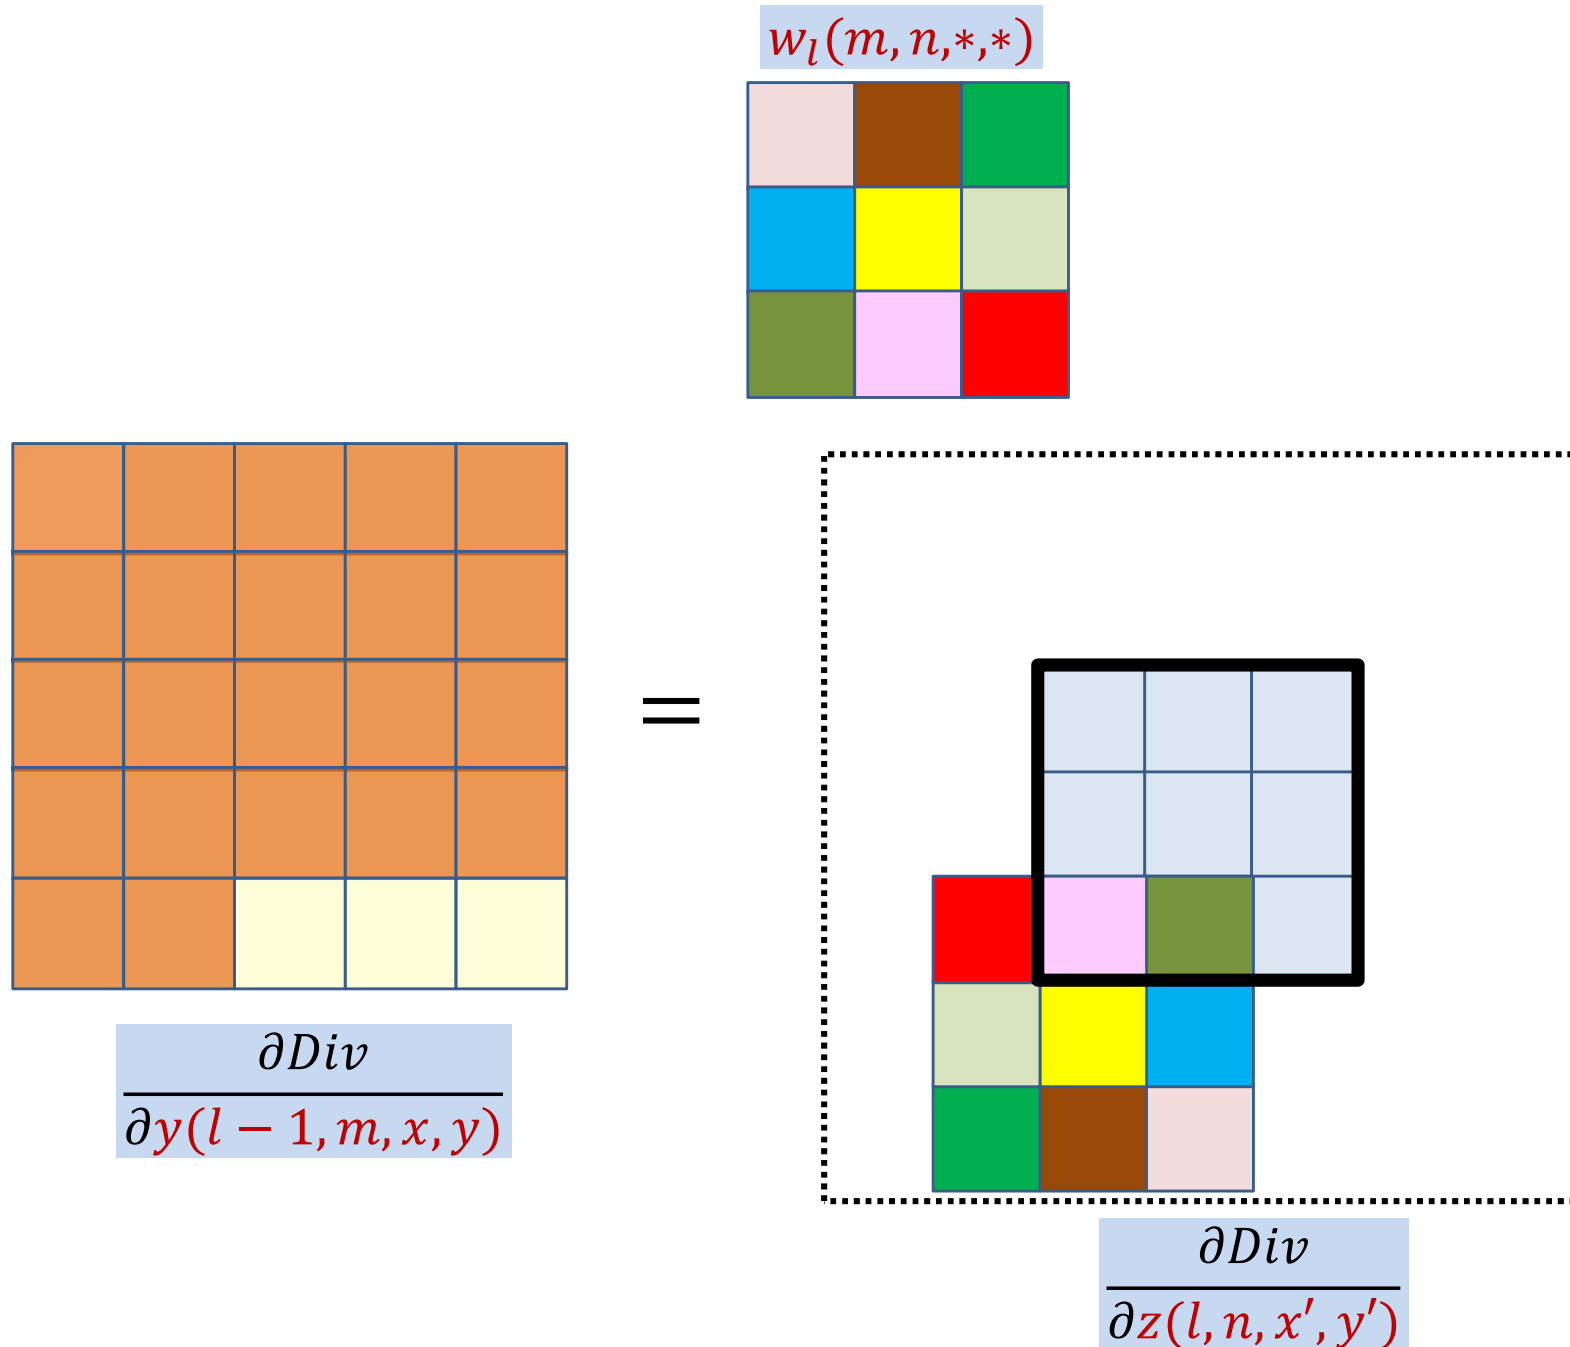 w_l(m, n,∗,∗)
=
∂Div
∂y(l − 1, m, x, y)
∂Div
∂z(l, n, x′, y′)